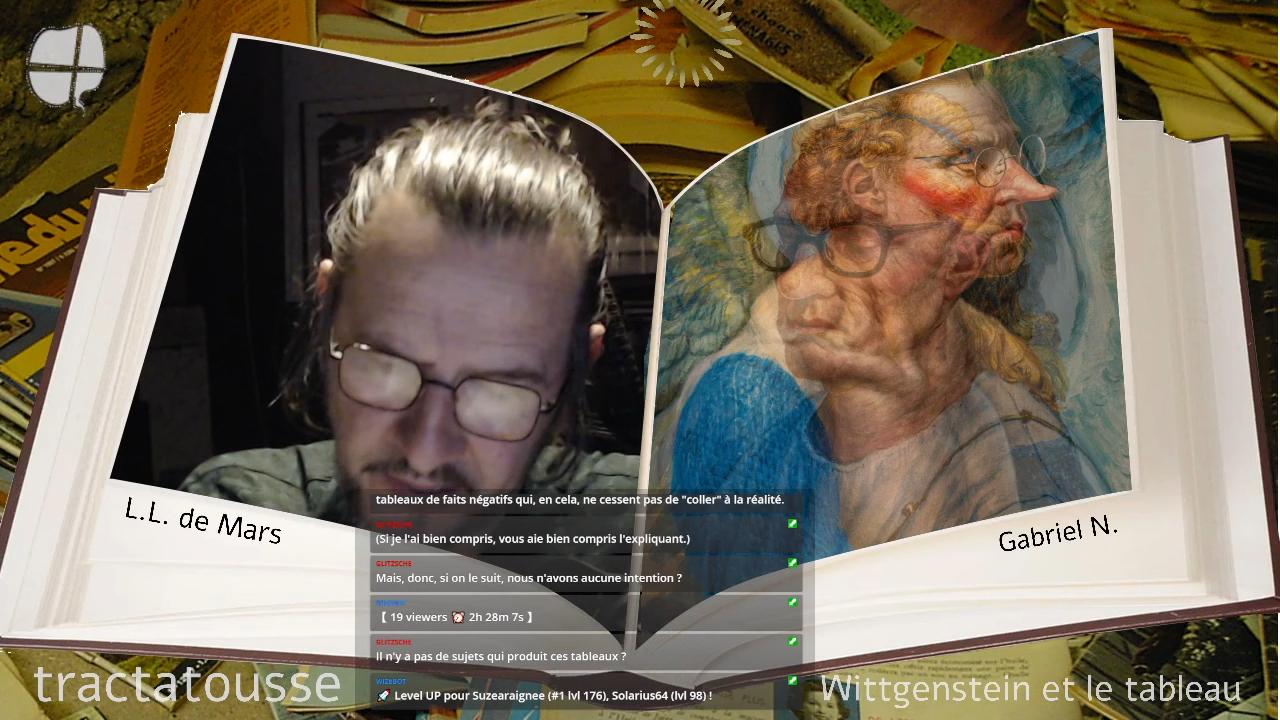 tableaux de faits négatifs qui, en cela, ne cessent pas de "coller" à la réalité.
(Si je l'ai bien compris, vous aie bien compris l'expliquant.)
GLITZSCHE
Mais, donc, si on le suit, nous n'avons aucune intention ?
【 19 viewers ⏰ 2h 28m 7s 】
GLITZSCHE
Il n'y a pas de sujets qui produit ces tableaux ?
WIZEBOT
🚀 Level UP pour Suzearaignee (#1 lvl 176), Solarius64 (lvl 98) !
L.L. de Mars
Gabriel N.
tractatousse
Wittgenstein et le tableau